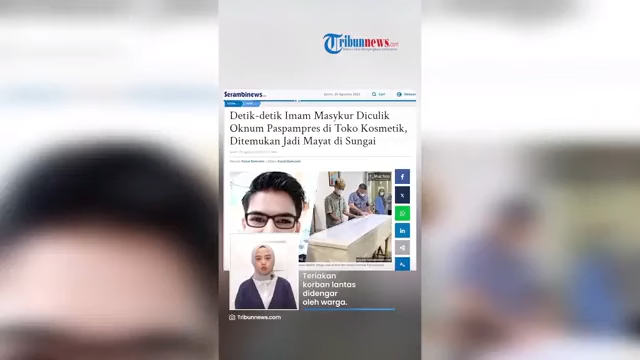 Tribunnews.com
Serambinews
Cari
Detik-detik Imam Masykur Diculik
Oknum Paspampres di Toko Kosmetik,
Ditemukan Jadi Mayat di Sungai
Teriakan
korban lantas
didengar
oleh warga.
Tribunnews.com